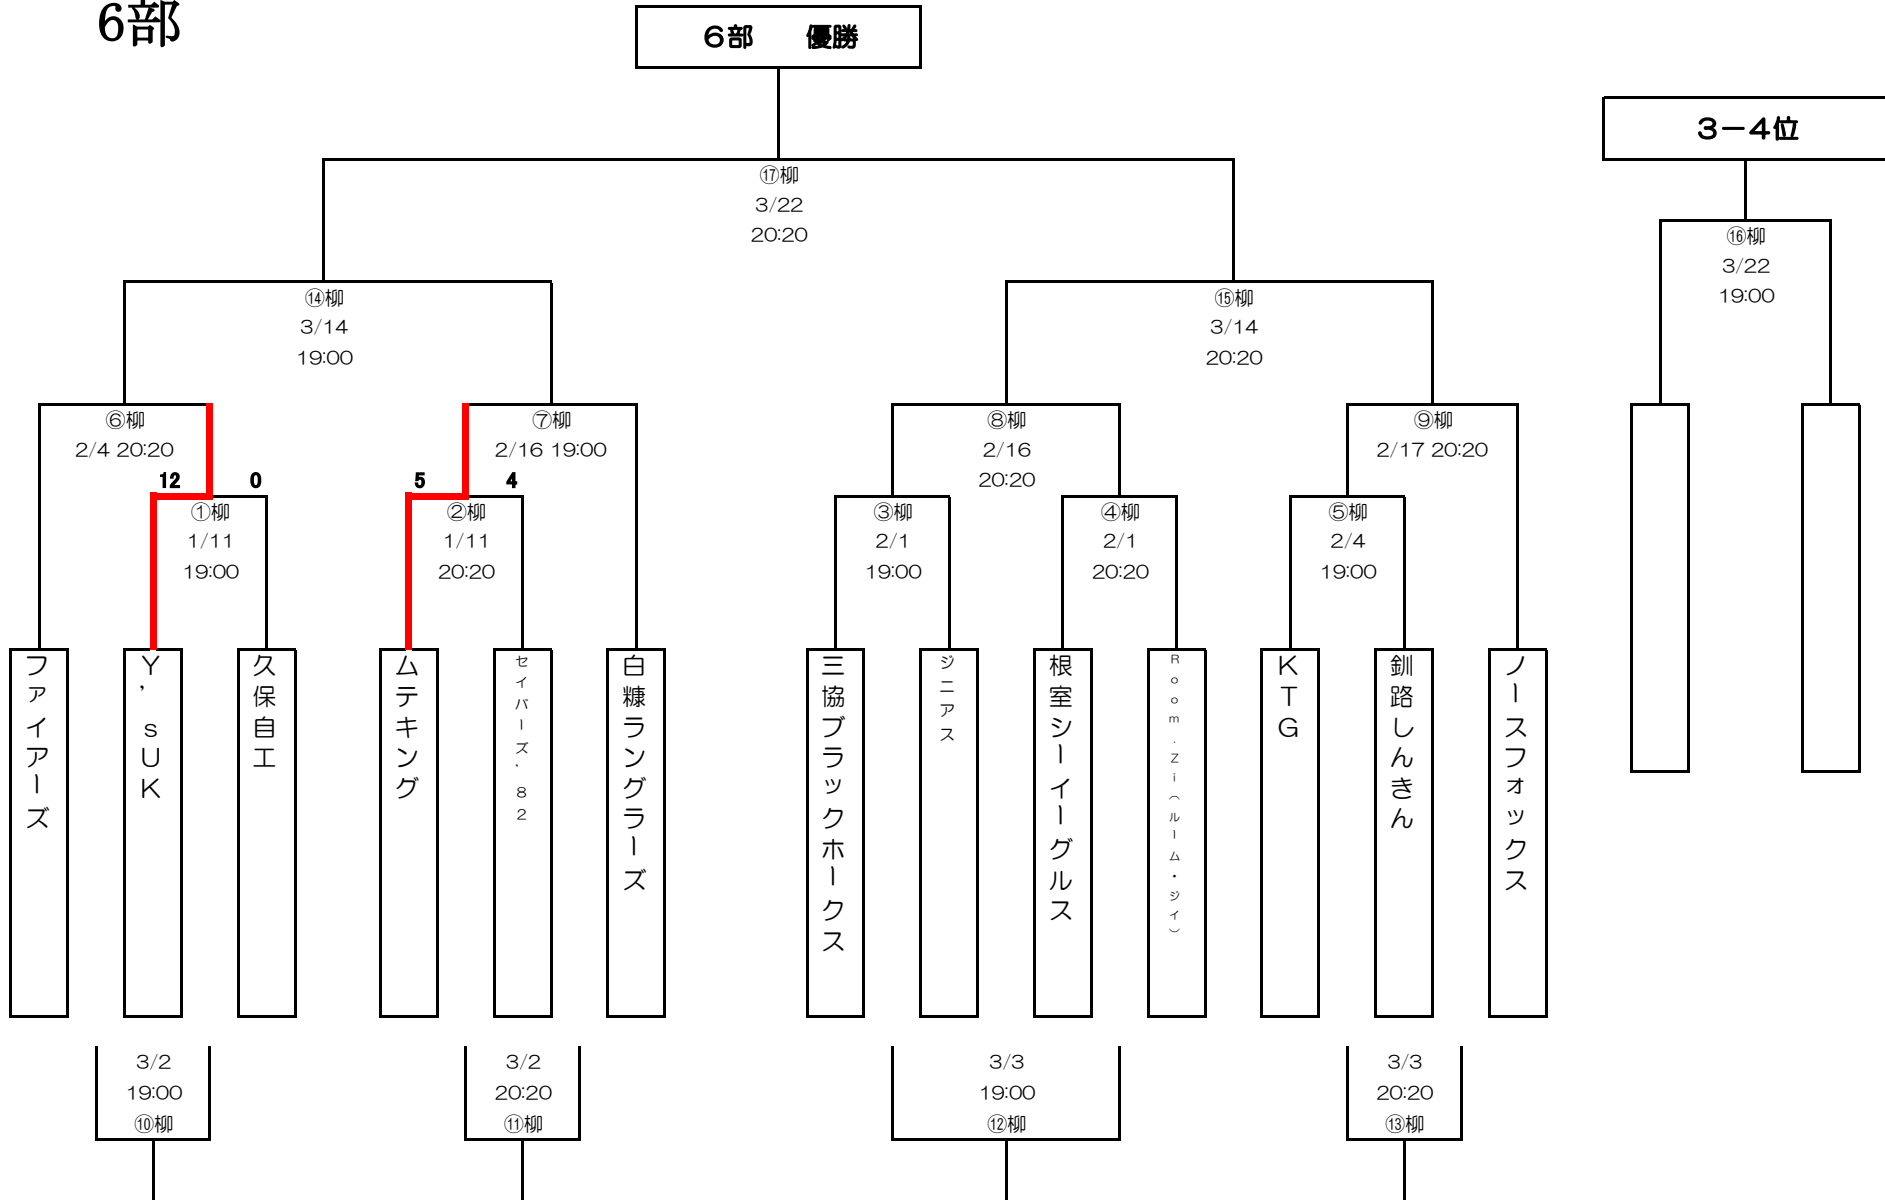 6部
６部　　優勝
３－４位
⑰柳
3/22
20:20
⑯柳
3/22
19:00
⑭柳
3/14
19:00
⑮柳
3/14
20:20
⑥柳
2/4 20:20
⑦柳
2/16 19:00
⑧柳
2/16
20:20
⑨柳
2/17 20:20
12
0
5
4
①柳
1/11
19:00
②柳
1/11
20:20
③柳
2/1
19:00
④柳
2/1
20:20
⑤柳
2/4
19:00
ファイアーズ
Y’sUK
久保自工
ムテキング
セイバーズ’８２
白糠ラングラーズ
三協ブラックホークス
ジニアス
根室シーイーグルス
Ｒｏｏｍ．Ｚｉ（ルーム・ジイ）
KTG
釧路しんきん
ノースフォックス
3/2
19:00
⑩柳
3/2
20:20
⑪柳
3/3
19:00
⑫柳
3/3
20:20
⑬柳